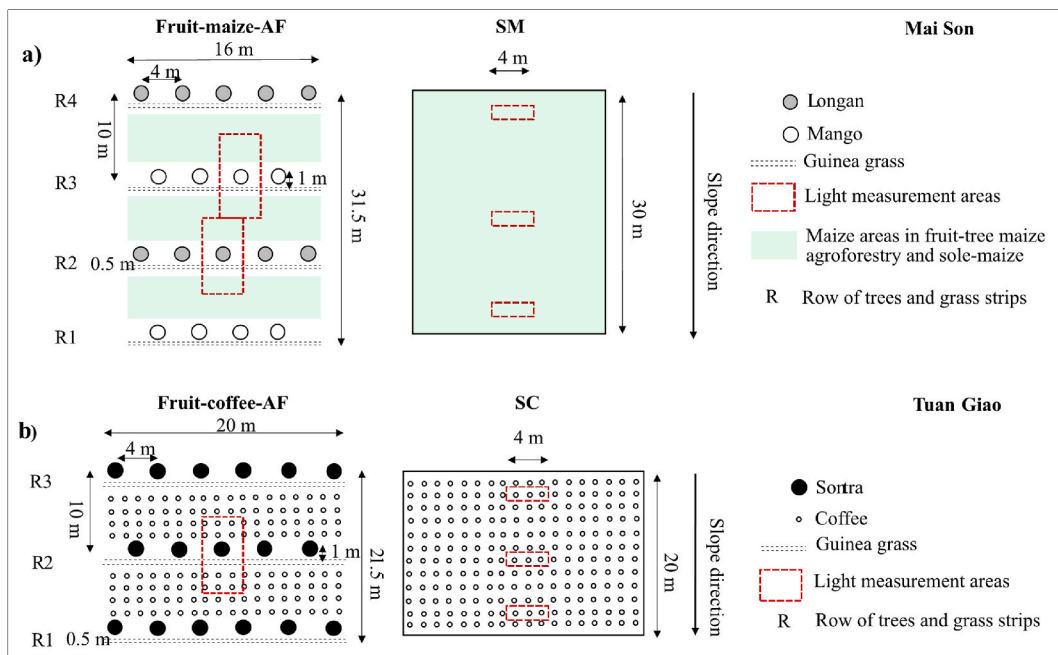 a)
Fruit-maize-AF
SM
Mai Son
16 m
4 m
4 m
R4
R3
R2
R1
10 m
1 m
0.5 m
31.5 m
30 m
Slope direction
Longan
Mango
Guinea grass
Light measurement areas
Maize areas in fruit-tree maize
agroforestry and sole-maize
R Row of trees and grass strips
b)
Fruit-coffee-AF
SC
Tuan Giao
20 m
4 m
4 m
R3
R2
R1
10 m
1 m
0.5 m
21.5 m
20 m
Slope direction
Sontra
Coffee
Guinea grass
Light measurement areas
R Row of trees and grass strips